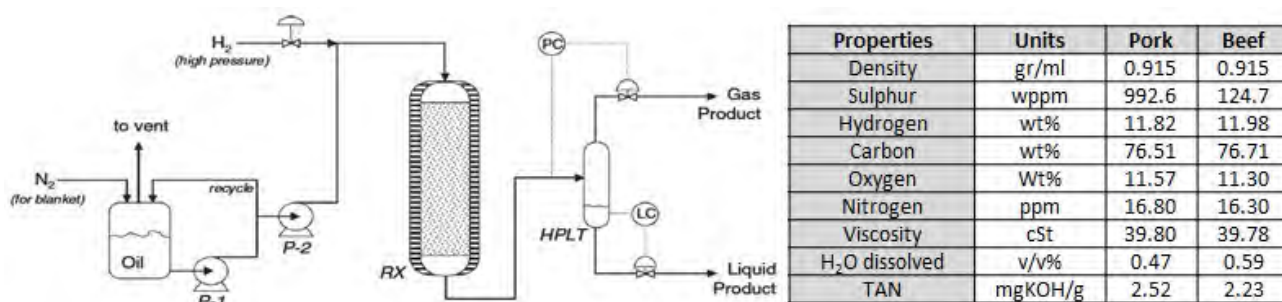 H2
(high pressure)
to vent
N2
(for blanket)
recycle
Oil
P-1
P-2
RX
PC
HPLT
LC
Gas
Product
Liquid
Product
Properties Units Pork Beef
Density gr/ml 0.915 0.915
Sulphur wppm 992.6 124.7
Hydrogen wt% 11.82 11.98
Carbon wt% 76.51 76.71
Oxygen Wt% 11.57 11.30
Nitrogen ppm 16.80 16.30
Viscosity cSt 39.80 39.78
H2O dissolved v/v% 0.47 0.59
TAN mgKOH/g 2.52 2.23